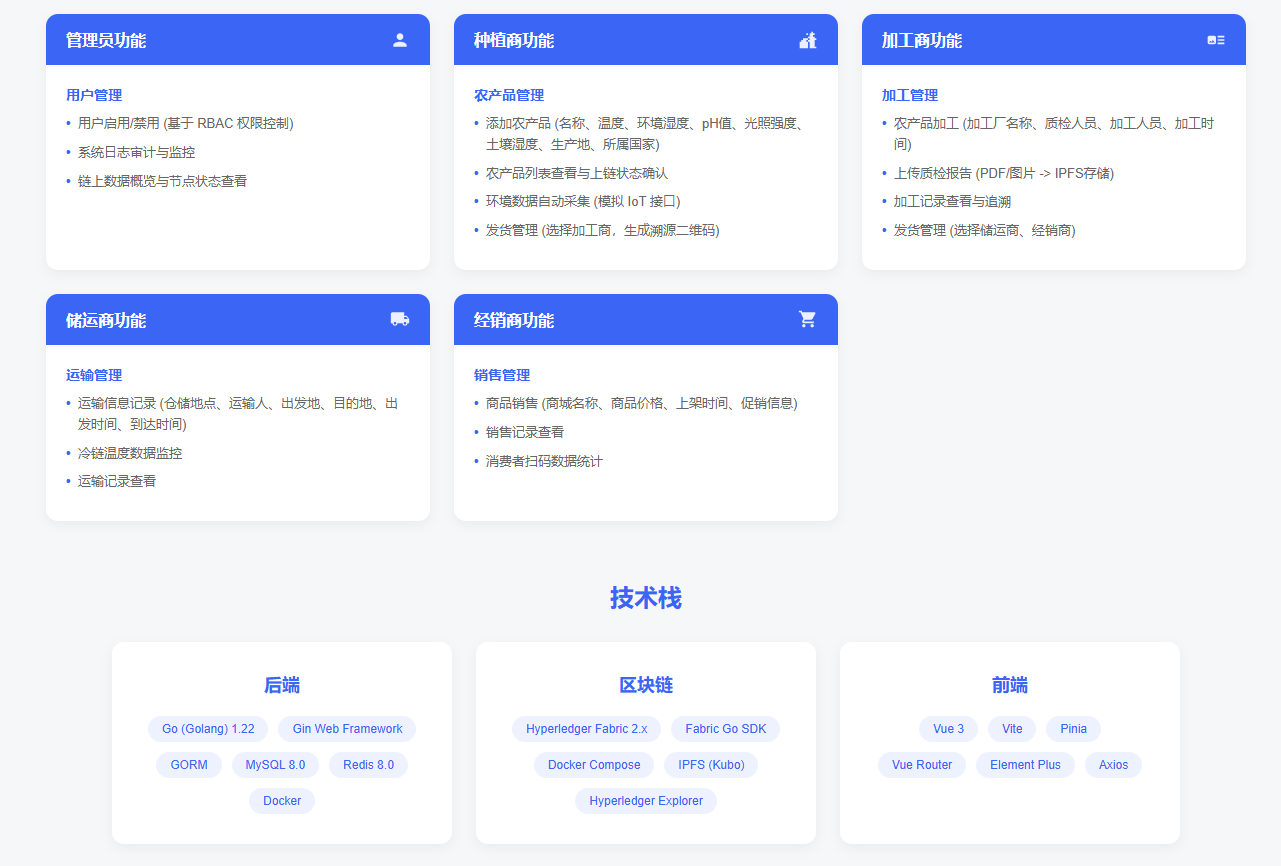 管理员功能
用户管理
• 用户启用/禁用 (基于 RBAC 权限控制)
• 系统日志审计与监控
• 链上数据概览与节点状态查看
种植商功能
农产品管理
• 添加农产品 (名称、温度、环境湿度、pH值、光照强度、
土壤湿度、生产地、所属国家)
• 农产品列表查看与上链状态确认
• 环境数据自动采集 (模拟 IoT 接口)
• 发货管理 (选择加工商，生成溯源二维码)
加工商功能
加工管理
• 农产品加工 (加工厂名称、质检人员、加工人员、加工时
间)
• 上传质检报告 (PDF/图片 -> IPFS存储)
• 加工记录查看与追溯
• 发货管理 (选择储运商、经销商)
储运商功能
运输管理
• 运输信息记录 (仓储地点、运输人、出发地、目的地、出
发时间、到达时间)
• 冷链温度数据监控
• 运输记录查看
经销商功能
销售管理
• 商品销售 (商城名称、商品价格、上架时间、促销信息)
• 销售记录查看
• 消费者扫码数据统计
技术栈
后端
Go (Golang) 1.22 Gin Web Framework
GORM MySQL 8.0 Redis 8.0
Docker
区块链
Hyperledger Fabric 2.x Fabric Go SDK
Docker Compose IPFS (Kubo)
Hyperledger Explorer
前端
Vue 3 Vite Pinia
Vue Router Element Plus Axios